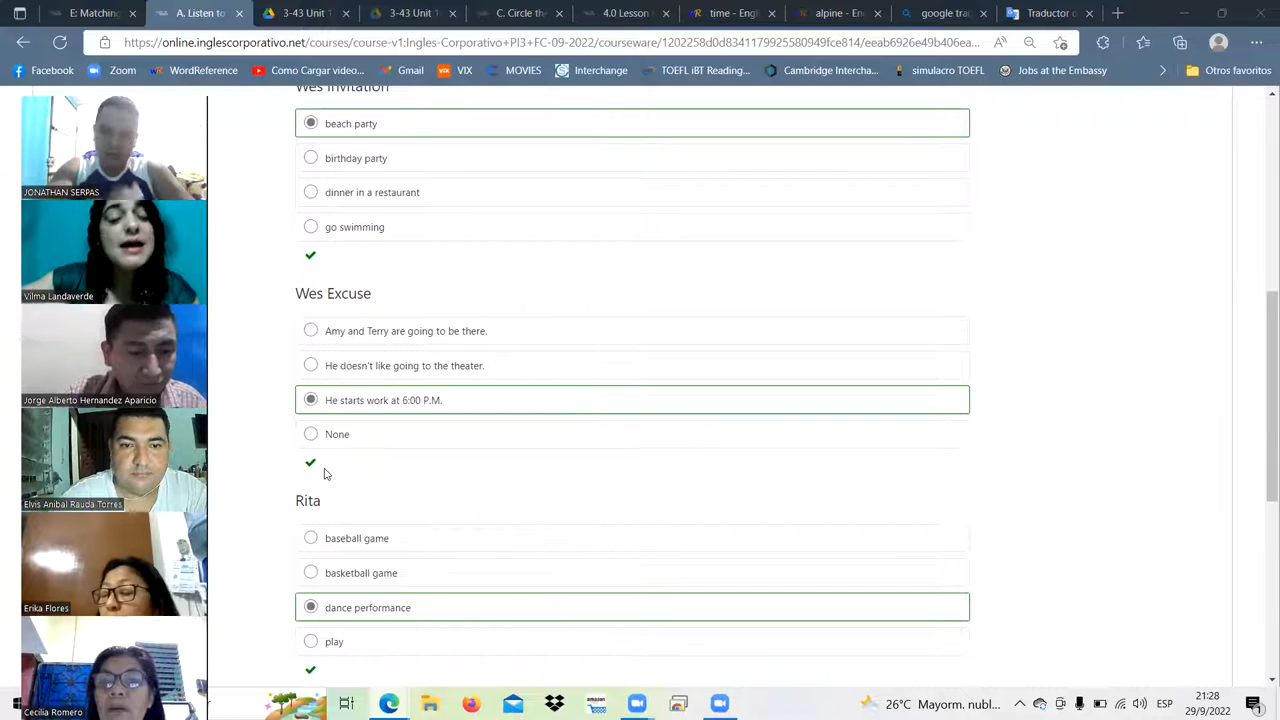 E: Matching
A. Listen to
3-43 Unit 1
3-43 Unit 1
C. Circle the
4.0 Lesson
time - Engl
alpine - En
google tra
Traductor d
https://online.inglescorporativo.net/courses/course-v1:Ingles-Corporativo+PI3+FC-09-2022/courseware/1202258d0d8341179925580949fce814/eeab6926e49b406ea...
Facebook
Zoom
WordReference
Como Cargar video...
Gmail
VIX
MOVIES
Interchange
TOEFL iBT Reading...
Cambridge Intercha...
simulacro TOEFL
Jobs at the Embassy
Otros favoritos
Wes Invitation
beach party
birthday party
dinner in a restaurant
go swimming
Wes Excuse
Amy and Terry are going to be there.
He doesn't like going to the theater.
He starts work at 6:00 P.M.
None
Rita
baseball game
basketball game
dance performance
play
JONATHAN SERPAS
Vilma Landaverde
Jorge Alberto Hernandez Aparicio
Elvis Anibal Rauda Torres
Erika Flores
Cecilia Romero
amazon
26°C Mayorm. nubl...
ESP
21:28
29/9/2022
1